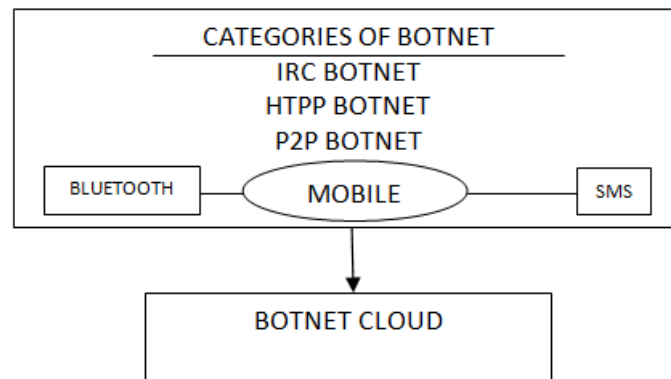 CATEGORIES OF BOTNET
IRC BOTNET
HTPP BOTNET
P2P BOTNET
BLUETOOTH
MOBILE
SMS
BOTNET CLOUD